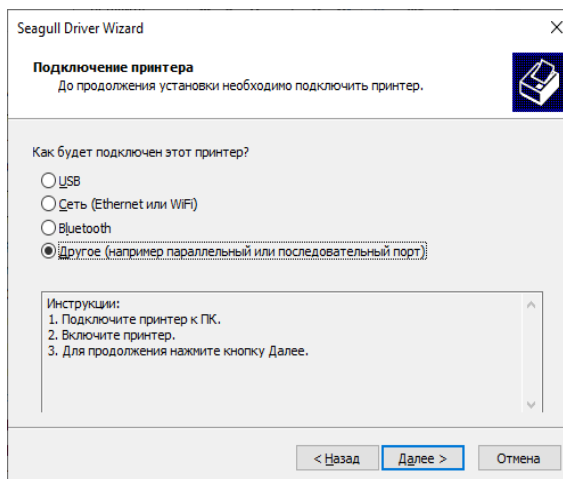 Seagull Driver Wizard
Подключение принтера
До продолжения установки необходимо подключить принтер.
Как будет подключен этот принтер?
USB
Сеть (Ethernet или WiFi)
Bluetooth
Другое (например параллельный или последовательный порт)
Инструкции:
1. Подключите принтер к ПК.
2. Включите принтер.
3. Для продолжения нажмите кнопку Далее.
< Назад Далее > Отмена